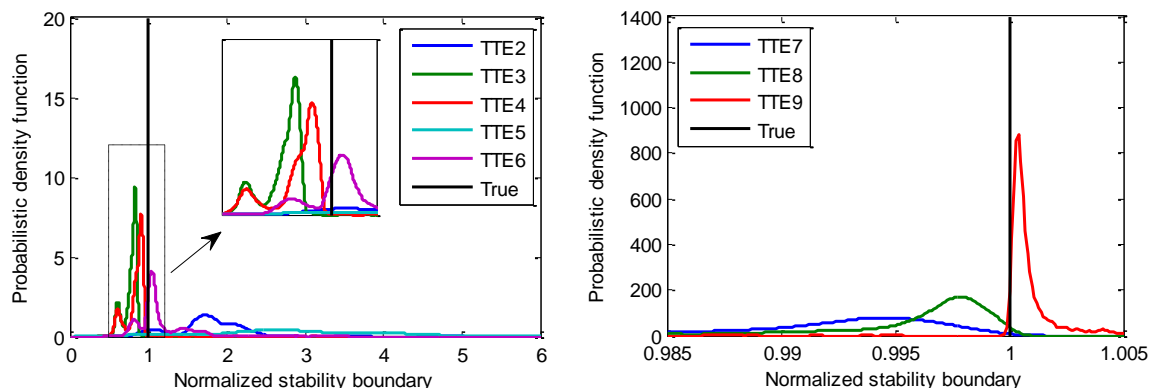 Probabilistic density function
20
15
10
5
0
0 1 2 3 4 5 6
Normalized stability boundary
TTE2
TTE3
TTE4
TTE5
TTE6
True
Probabilistic density function
1400
1200
1000
800
600
400
200
0
0.985 0.99 0.995 1 1.005
Normalized stability boundary
TTE7
TTE8
TTE9
True